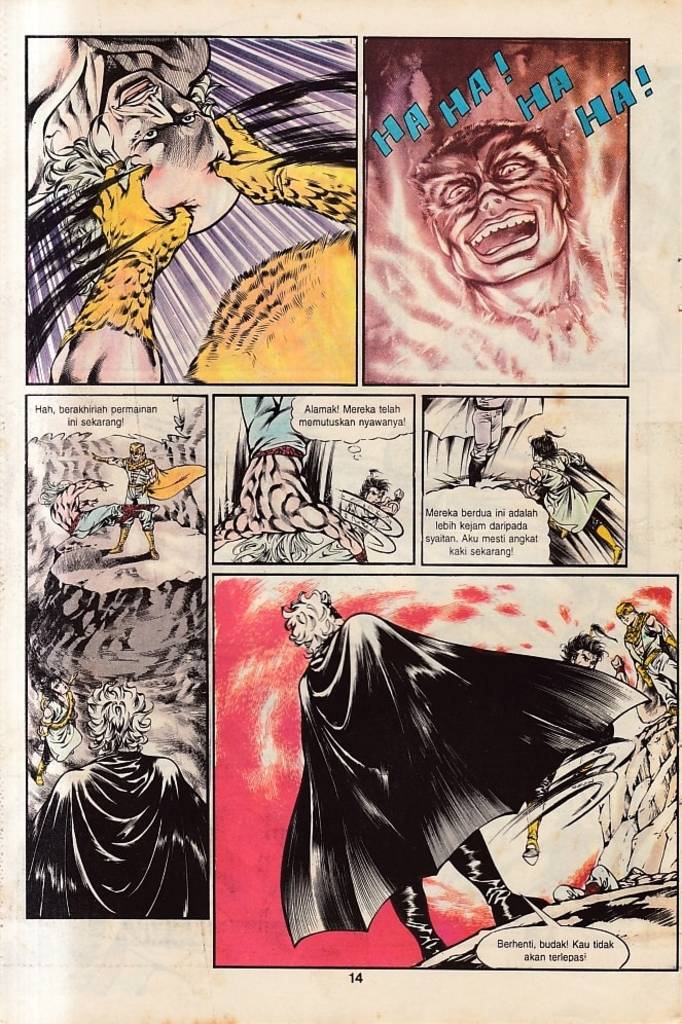 HA HA! HA HA!
Hah, berakhirlah permainan
ini sekarang!
Alamak! Mereka telah
memutuskan nyawanya!
Mereka berdua ini adalah
lebih kejam daripada
syaitan. Aku mesti angkat
kaki sekarang!
Berhenti, budak! Kau tidak
akan terlepas!
14